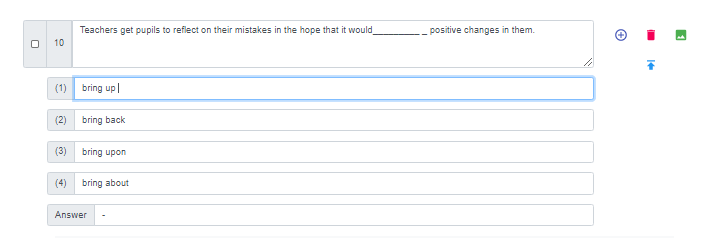 10 Teachers get pupils to reflect on their mistakes in the hope that it would_________ _ positive changes in them.
(1) bring up
(2) bring back
(3) bring upon
(4) bring about
Answer -